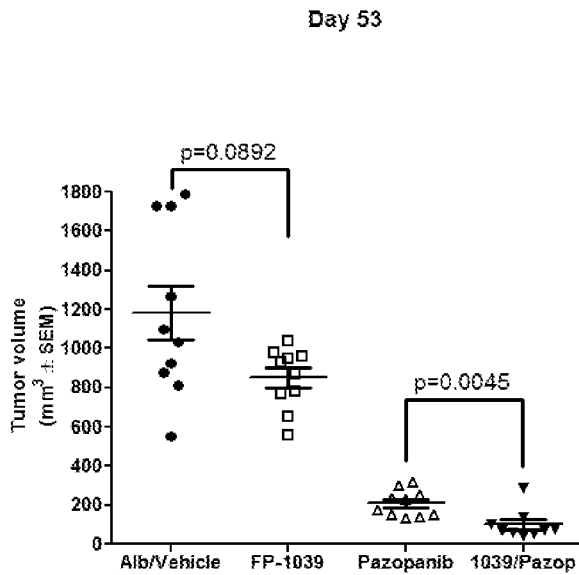 Day 53
p=0.0892
1800
1600
1400
1200
1000
800
600
400
200
0
Tumor volume
(mm³ ± SEM)
p=0.0045
Alb/Vehicle FP-1039 Pazopanib 1039/Pazop